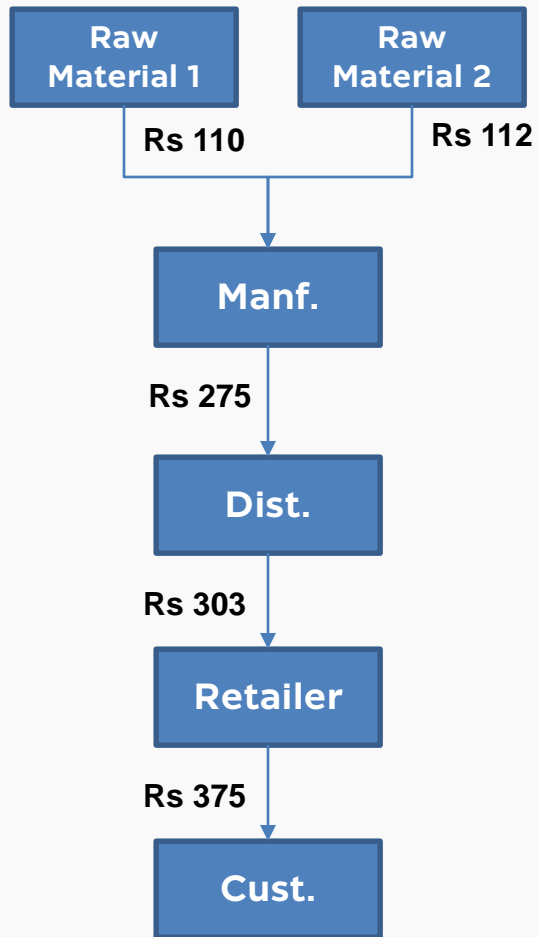 Raw
Material 1
Raw
Material 2
Rs 110
Rs 112
Manf.
Rs 275
Dist.
Rs 303
Retailer
Rs 375
Cust.